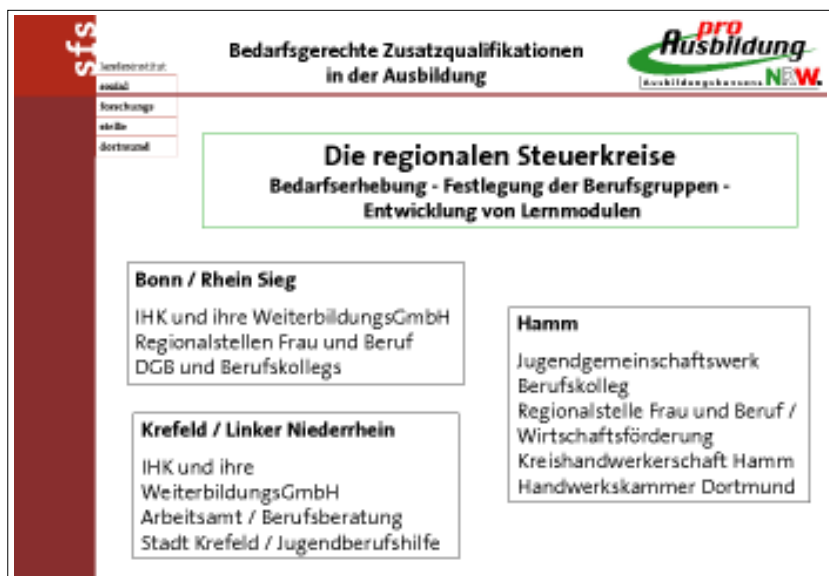 sfs
landesinstitut
sozial
forschungs
stelle
dortmund
Bedarfsgerechte Zusatzqualifikationen
in der Ausbildung
pro
Ausbildung
Ausbildungskonsens NRW.
Die regionalen Steuerkreise
Bedarfserhebung - Festlegung der Berufsgruppen -
Entwicklung von Lernmodulen
Bonn / Rhein Sieg
IHK und ihre WeiterbildungsGmbH
Regionalstellen Frau und Beruf
DGB und Berufskollegs
Krefeld / Linker Niederrhein
IHK und ihre
WeiterbildungsGmbH
Arbeitsamt / Berufsberatung
Stadt Krefeld / Jugendberufshilfe
Hamm
Jugendgemeinschaftswerk
Berufskolleg
Regionalstelle Frau und Beruf /
Wirtschaftsförderung
Kreishandwerkerschaft Hamm
Handwerkskammer Dortmund